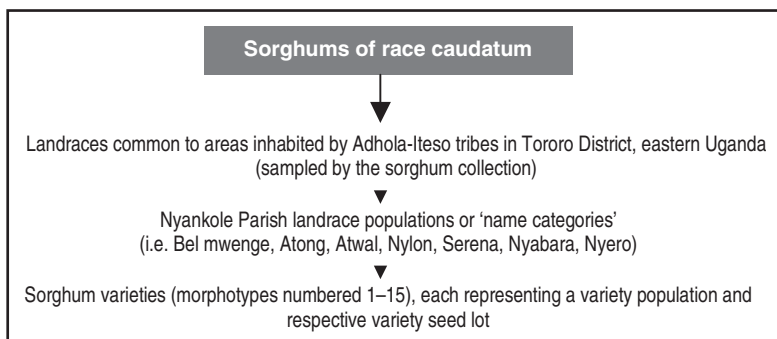 Sorghums of race caudatum
Landraces common to areas inhabited by Adhola-Iteso tribes in Tororo District, eastern Uganda
(sampled by the sorghum collection)
Nyankole Parish landrace populations or ‘name categories’
(i.e. Bel mwenge, Atong, Atwal, Nylon, Serena, Nyabara, Nyero)
Sorghum varieties (morphotypes numbered 1–15), each representing a variety population and
respective variety seed lot